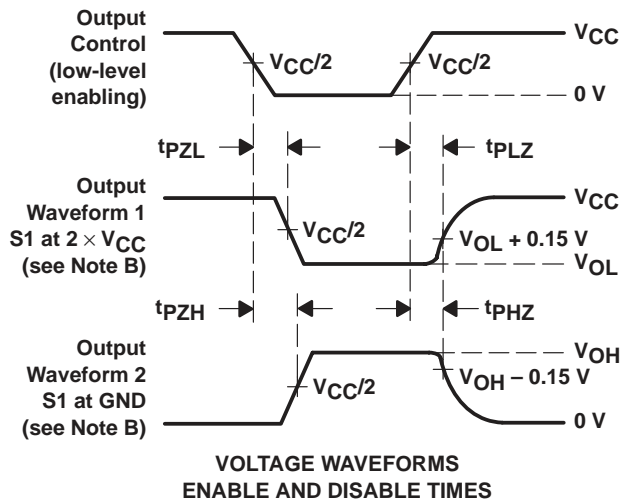 Output
Control
(low-level
enabling)
VCC/2
VCC/2
VCC
0 V
tPZL
tPLZ
Output
Waveform 1
S1 at 2 × VCC
(see Note B)
VCC/2
VCC
VOL + 0.15 V
VOL
tPZH
tPHZ
Output
Waveform 2
S1 at GND
(see Note B)
VCC/2
VOH
VOH – 0.15 V
0 V
VOLTAGE WAVEFORMS
ENABLE AND DISABLE TIMES